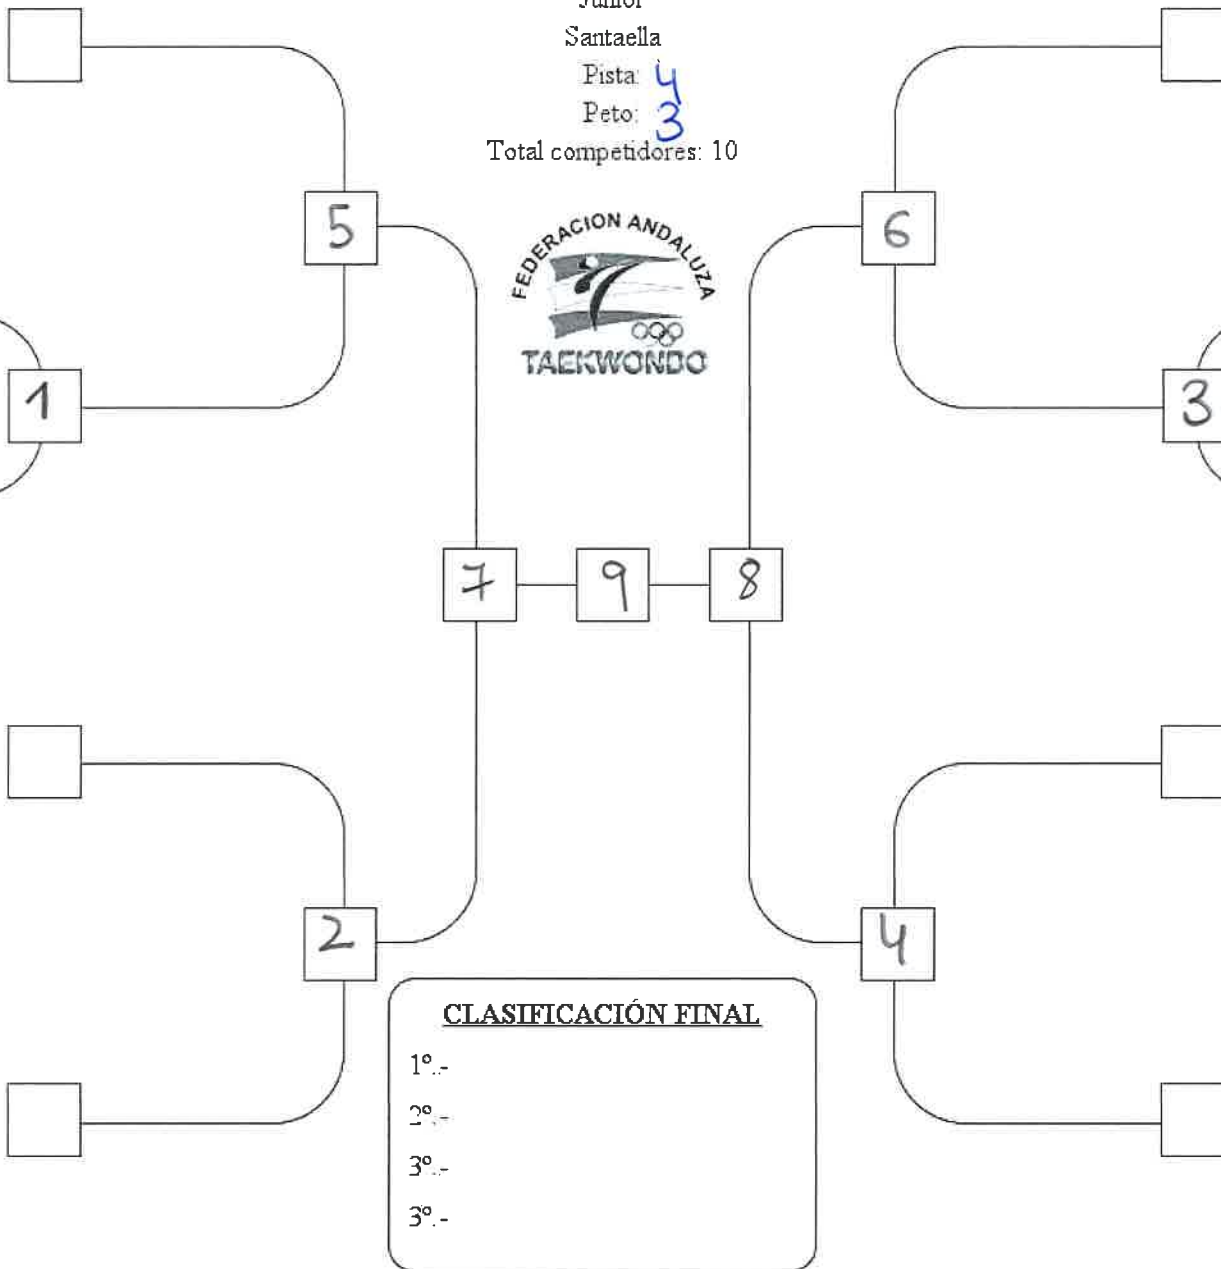 Junior
Santaella
Pista: 4
Peto: 3
Total competidores: 10
5
6
FEDERACION ANDALUZA
TAEKWONDO
1
3
7
9
8
2
4
CLASIFICACIÓN FINAL
1º.-
2º.-
3º.-
3º.-